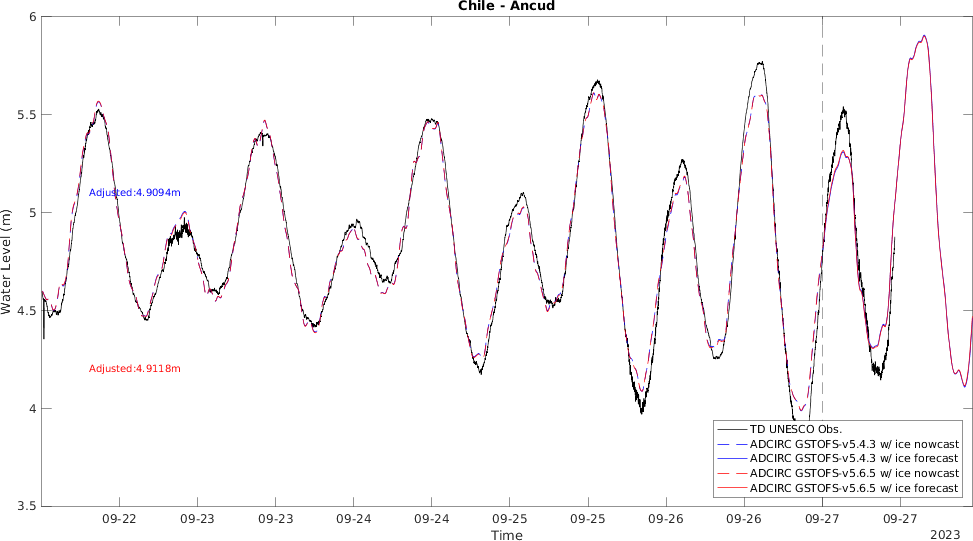 Chile - Ancud
6
5.5
5
4.5
4
3.5
Water Level (m)
Adjusted:4.9094m
Adjusted:4.9118m
TD UNESCO Obs.
ADCIRC GSTOFS-v5.4.3 w/ ice nowcast
ADCIRC GSTOFS-v5.4.3 w/ ice forecast
ADCIRC GSTOFS-v5.6.5 w/ ice nowcast
ADCIRC GSTOFS-v5.6.5 w/ ice forecast
09-22 09-23 09-23 09-24 09-24 09-25 09-25 09-26 09-26 09-27 09-27
Time
2023